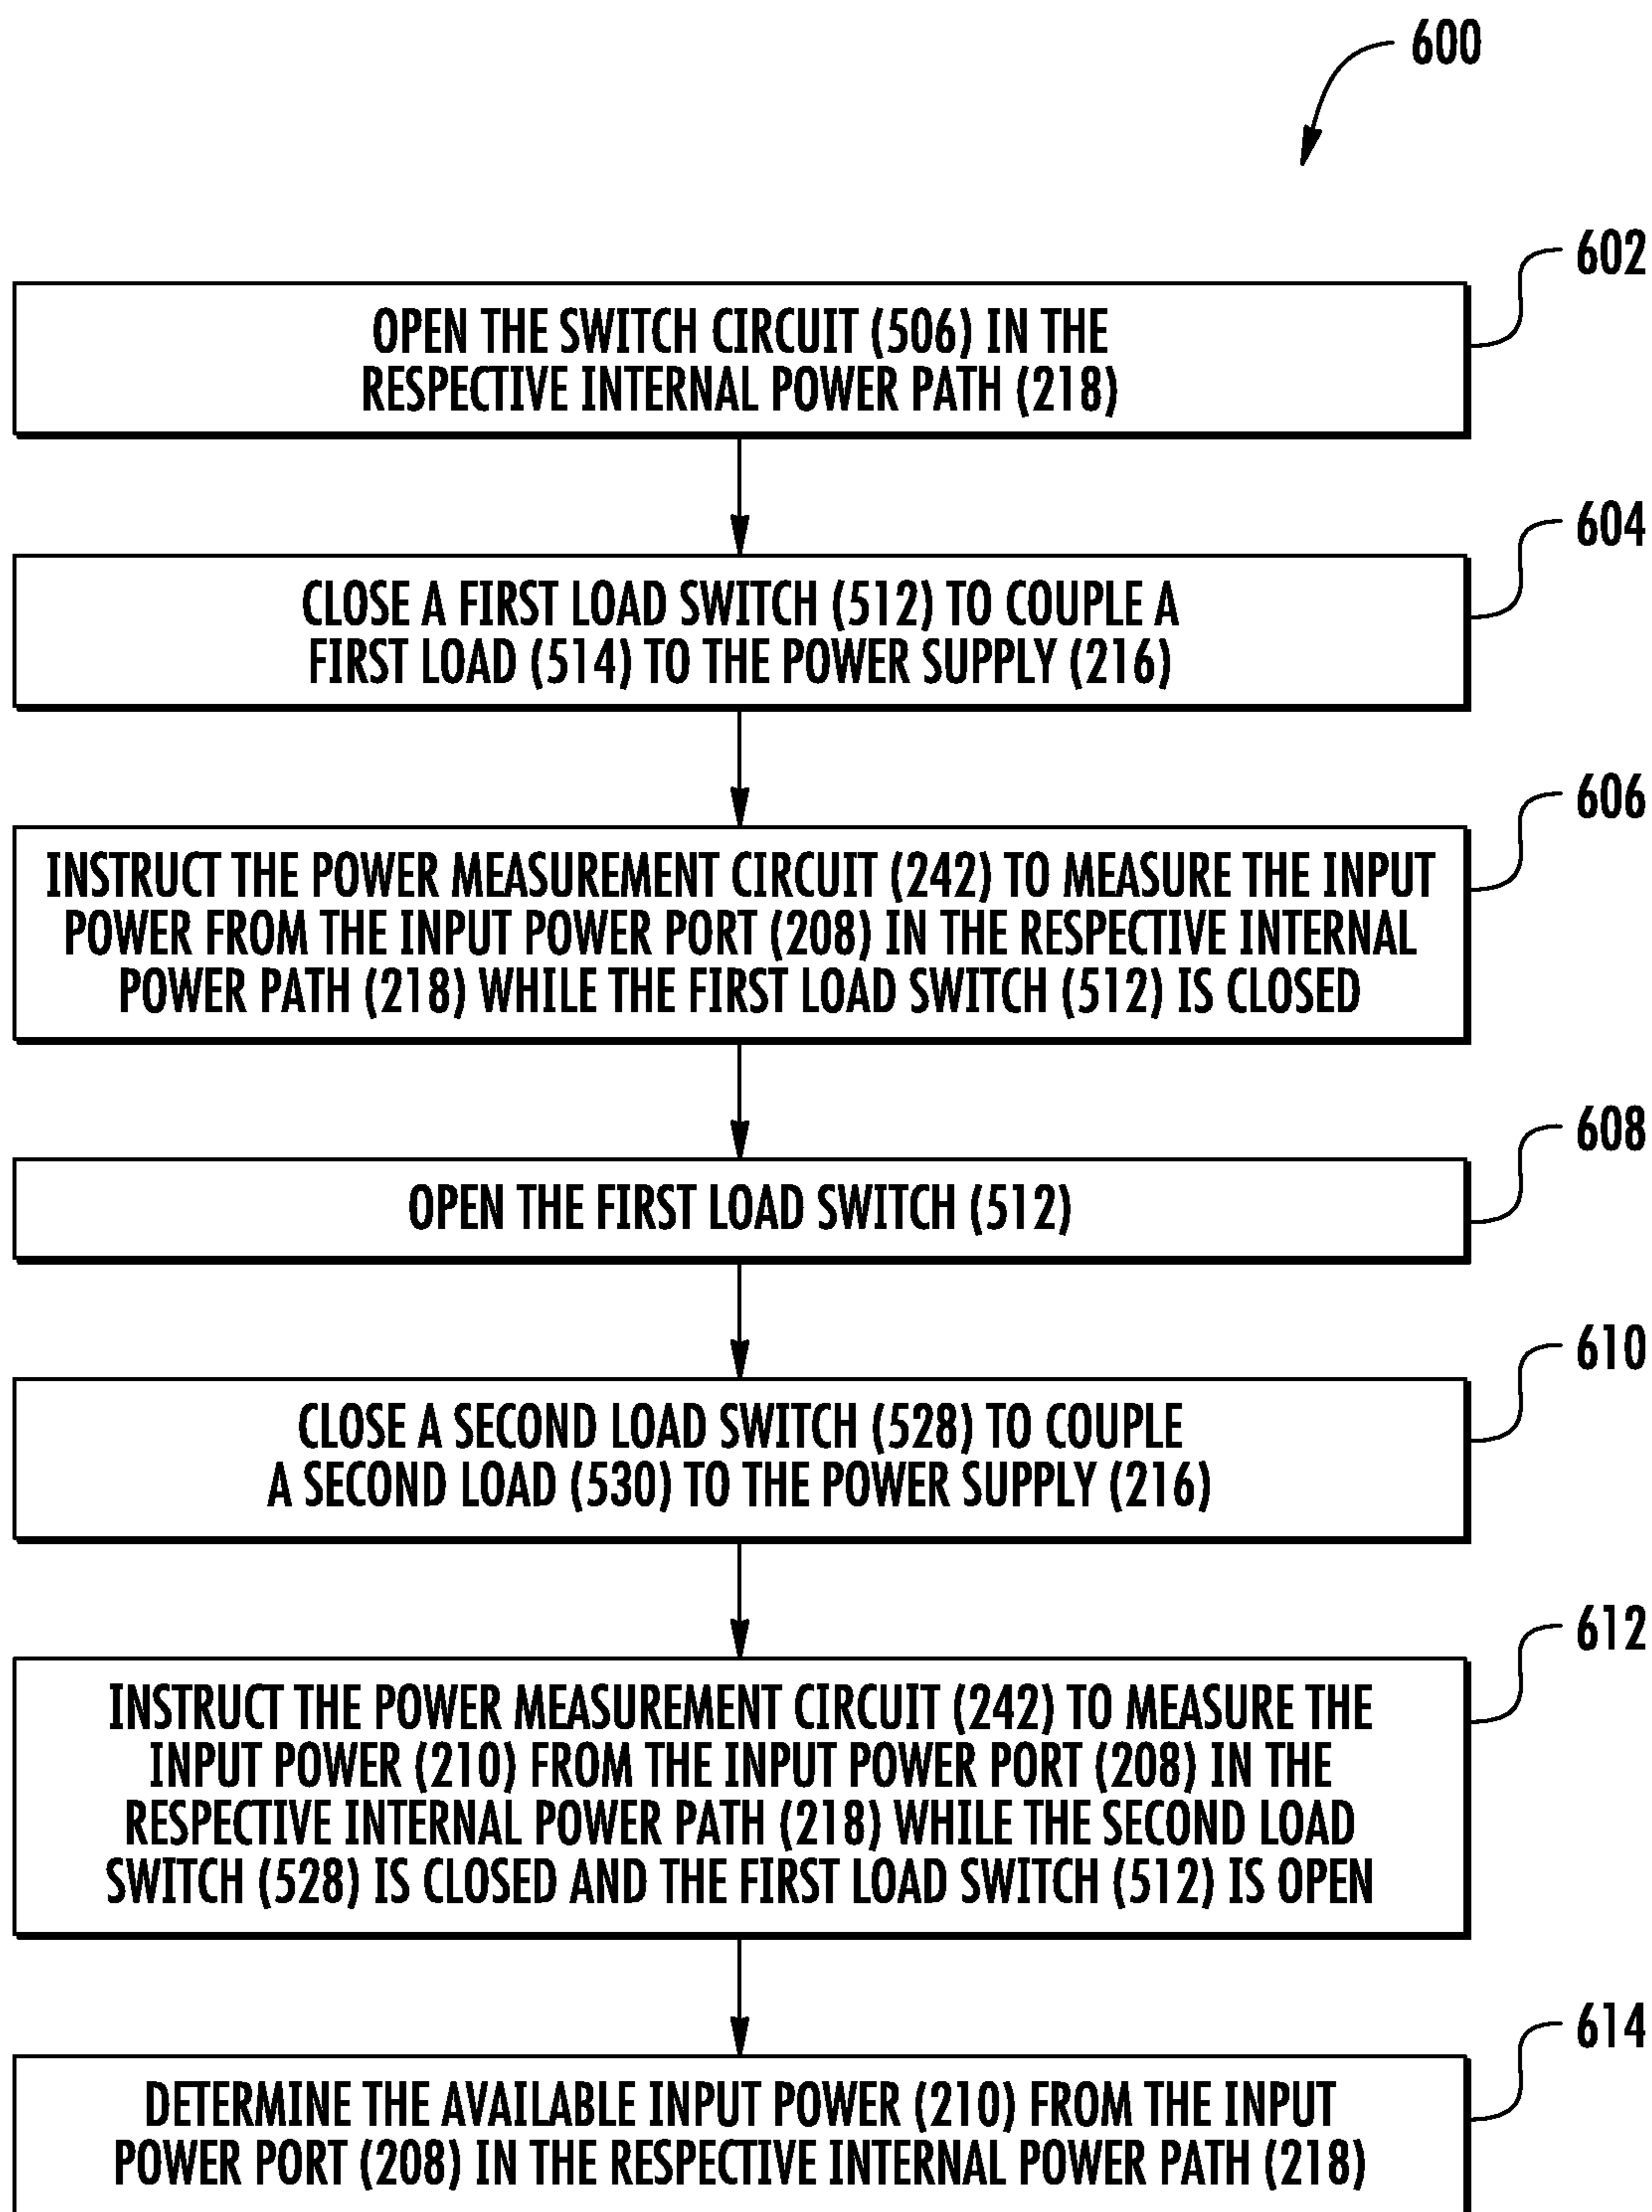 600
602
OPEN THE SWITCH CIRCUIT (506) IN THE
RESPECTIVE INTERNAL POWER PATH (218)
604
CLOSE A FIRST LOAD SWITCH (512) TO COUPLE A
FIRST LOAD (514) TO THE POWER SUPPLY (216)
606
INSTRUCT THE POWER MEASUREMENT CIRCUIT (242) TO MEASURE THE INPUT
POWER FROM THE INPUT POWER PORT (208) IN THE RESPECTIVE INTERNAL
POWER PATH (218) WHILE THE FIRST LOAD SWITCH (512) IS CLOSED
608
OPEN THE FIRST LOAD SWITCH (512)
610
CLOSE A SECOND LOAD SWITCH (528) TO COUPLE
A SECOND LOAD (530) TO THE POWER SUPPLY (216)
612
INSTRUCT THE POWER MEASUREMENT CIRCUIT (242) TO MEASURE THE
INPUT POWER (210) FROM THE INPUT POWER PORT (208) IN THE
RESPECTIVE INTERNAL POWER PATH (218) WHILE THE SECOND LOAD
SWITCH (528) IS CLOSED AND THE FIRST LOAD SWITCH (512) IS OPEN
614
DETERMINE THE AVAILABLE INPUT POWER (210) FROM THE INPUT
POWER PORT (208) IN THE RESPECTIVE INTERNAL POWER PATH (218)